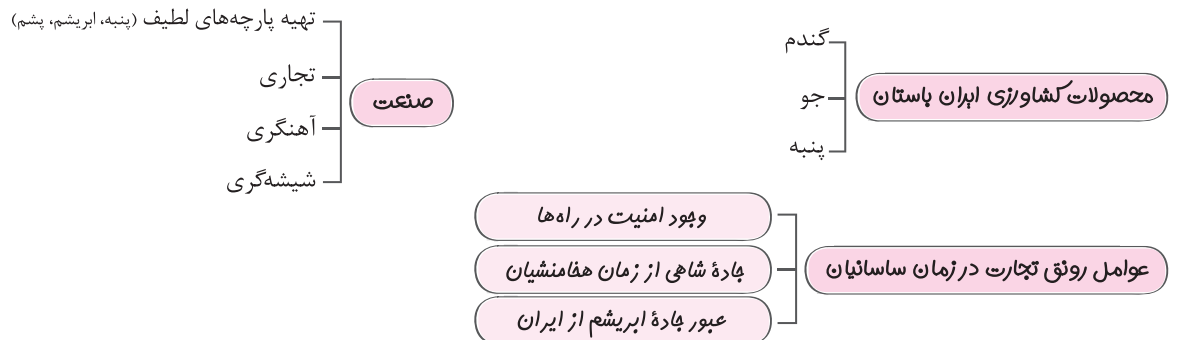 محصولات کشاورزی ایران باستان
گندم
جو
پنبه
صنعت
تهیه پارچه‌های لطیف (پنبه، ابریشم، پشم)
تجاری
آهنگری
شیشه‌گری
عوامل رونق تجارت در زمان ساسانیان
وجود امنیت در راه‌ها
جادهٔ شاهی از زمان هخامنشیان
عبور جادهٔ ابریشم از ایران